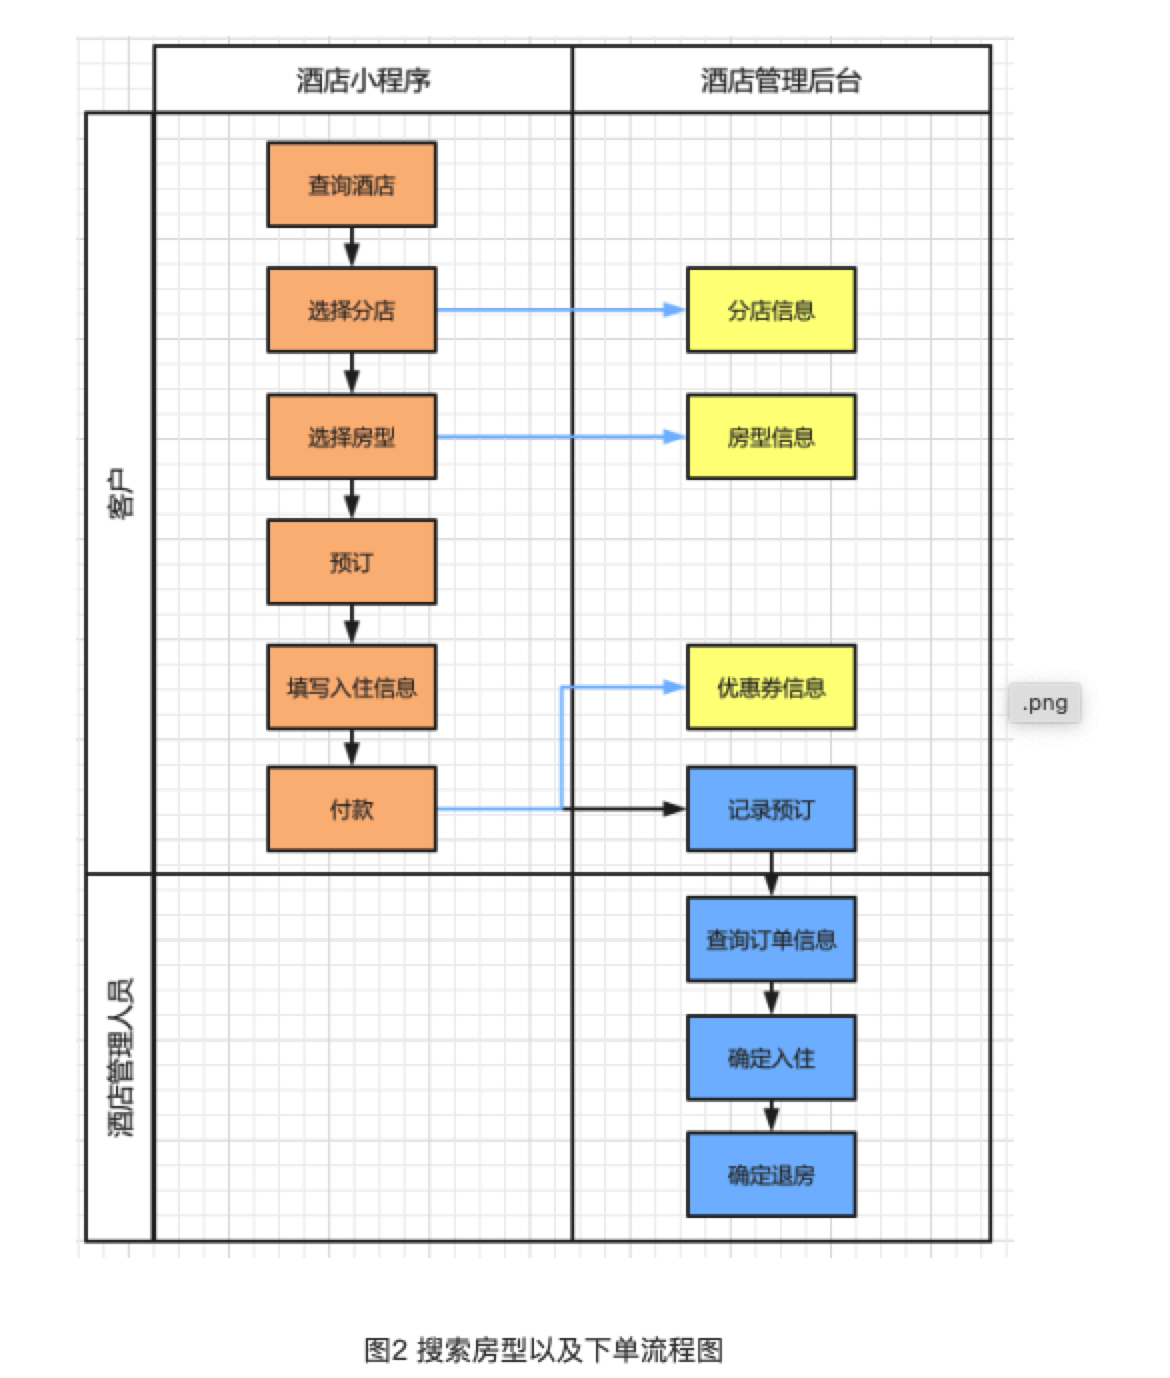 酒店小程序
酒店管理后台
客户
查询酒店
选择分店
分店信息
选择房型
房型信息
预订
填写入住信息
优惠券信息
付款
记录预订
酒店管理人员
查询订单信息
确定入住
确定退房
.png
图2 搜索房型以及下单流程图